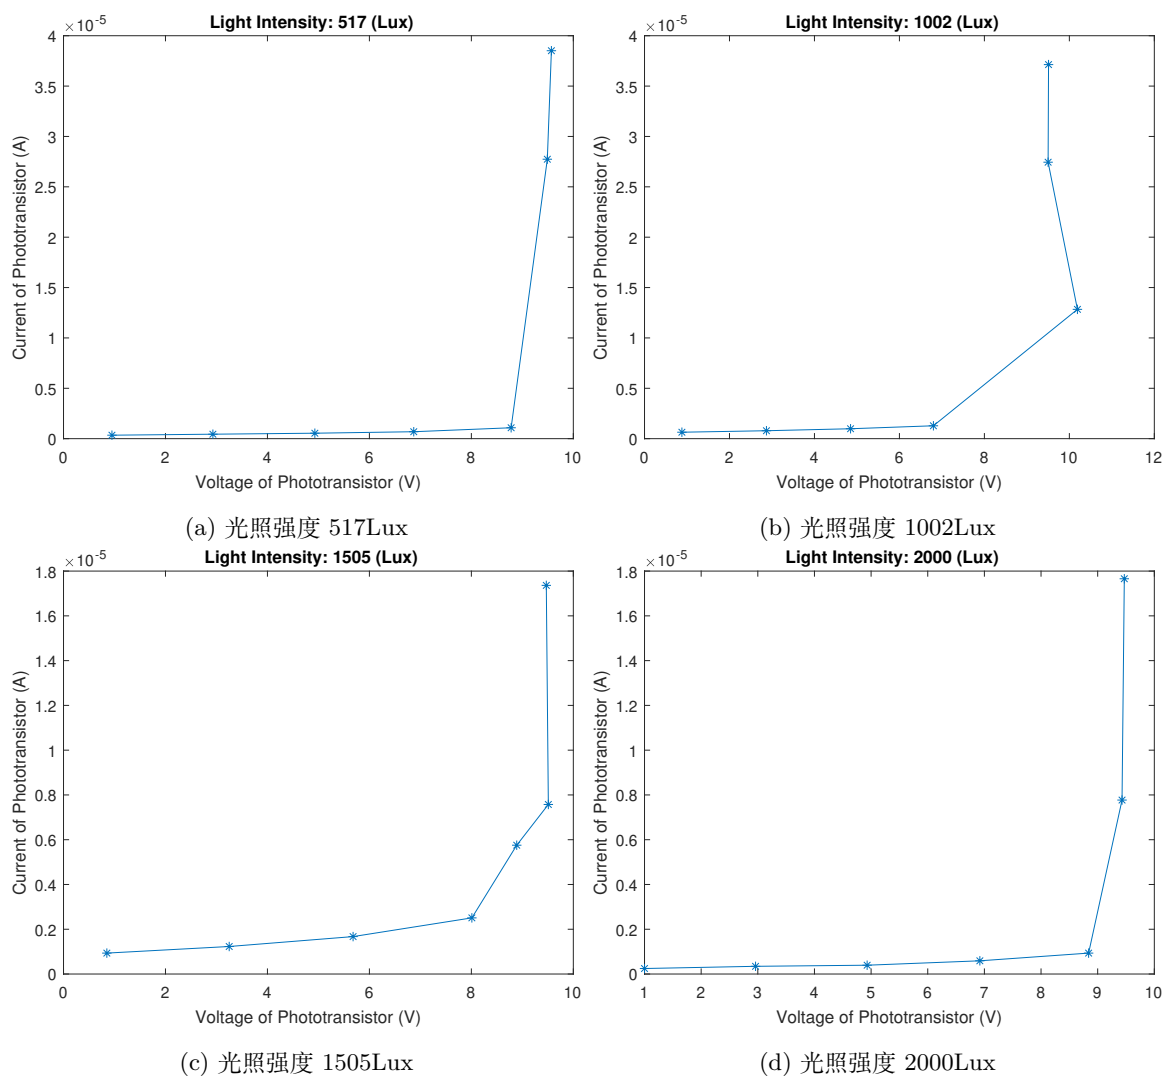 ×10-5
Light Intensity: 517 (Lux)
4
3.5
3
2.5
2
1.5
1
0.5
0
Current of Phototransistor (A)
0 2 4 6 8 10
Voltage of Phototransistor (V)
(a) 光照强度 517Lux
×10-5
Light Intensity: 1002 (Lux)
4
3.5
3
2.5
2
1.5
1
0.5
0
Current of Phototransistor (A)
0 2 4 6 8 10 12
Voltage of Phototransistor (V)
(b) 光照强度 1002Lux
×10-5
Light Intensity: 1505 (Lux)
1.8
1.6
1.4
1.2
1
0.8
0.6
0.4
0.2
0
Current of Phototransistor (A)
0 2 4 6 8 10
Voltage of Phototransistor (V)
(c) 光照强度 1505Lux
×10-5
Light Intensity: 2000 (Lux)
1.8
1.6
1.4
1.2
1
0.8
0.6
0.4
0.2
0
Current of Phototransistor (A)
1 2 3 4 5 6 7 8 9 10
Voltage of Phototransistor (V)
(d) 光照强度 2000Lux